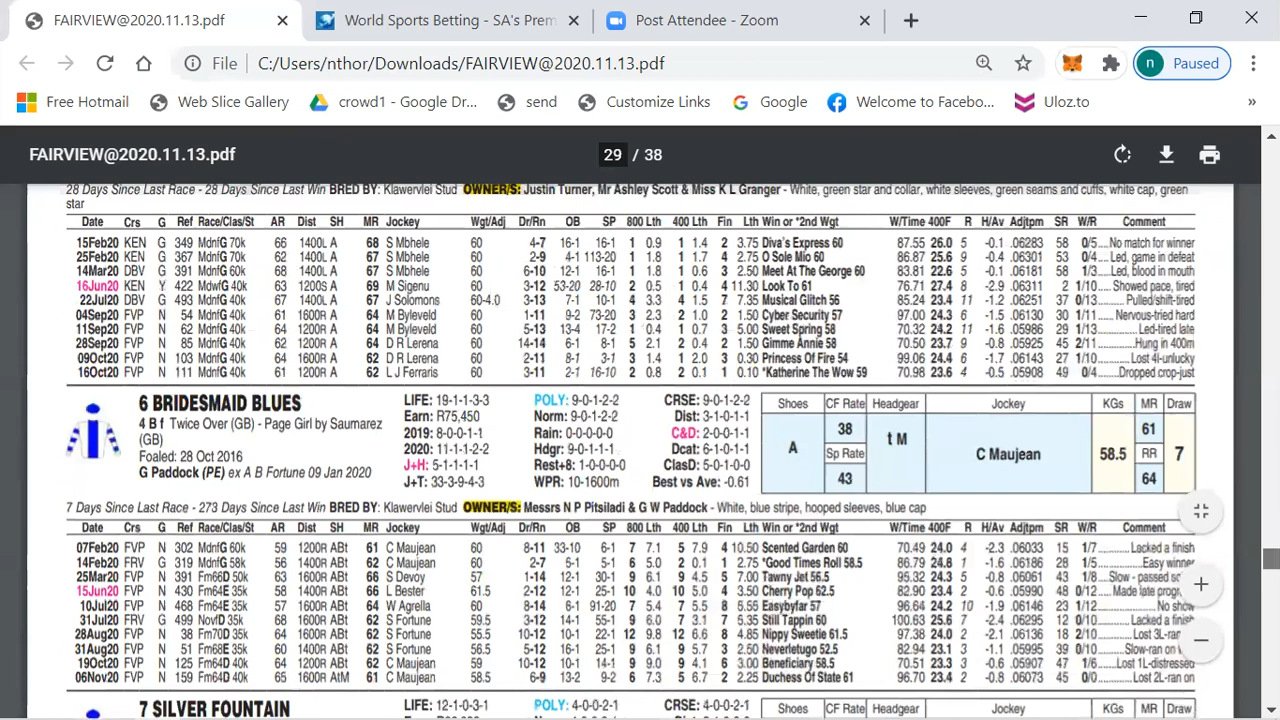 FAIRVIEW@2020.11.13.pdf
World Sports Betting - SA's Prem
Post Attendee - Zoom
File C:/Users/nthor/Downloads/FAIRVIEW@2020.11.13.pdf n Paused
Free Hotmail Web Slice Gallery crowd1 - Google Dr... send Customize Links Google Welcome to Facebo... Uloz.to »
FAIRVIEW@2020.11.13.pdf 29 / 38
28 Days Since Last Race - 28 Days Since Last Win BRED BY: Klawervlei Stud OWNER/S: Justin Turner, Mr Ashley Scott & Miss K L Granger - White, green star and collar, white sleeves, green seams and cuffs, white cap, green
star
Date Crs G Ref Race/Clas/St AR Dist SH MR Jockey Wgt/Adj Dr/Rn OB SP 800 Lth 400 Lth Fin Lth Win or *2nd Wgt W/Time 400F R H/Av Adjtpm SR W/R Comment
15Feb20 KEN G 349 MdnfG 70k 66 1400L A 68 S Mbhele 60 4-7 16-1 16-1 1 0.9 1 1.4 2 3.75 Diva's Express 60 87.55 26.0 5 -0.1 .06283 58 0/5 .... No match for winner
25Feb20 KEN G 367 MdnfG 70k 62 1400L A 67 S Mbhele 60 2-9 4-1 113-20 1 1.8 1 1.7 4 2.75 O Sole Mio 60 86.87 25.6 9 -0.4 .06301 53 0/4 .... Led, game in defeat
14Mar20 DBV G 391 MdnfG 60k 68 1400L A 67 S Mbhele 60 6-10 12-1 16-1 1 1.8 1 0.6 3 2.50 Meet At The George 60 83.81 22.6 5 -0.1 .06181 58 1/3 .... Led, blood in mouth
16Jun20 KEN Y 422 MdwfG 40k 63 1200S A 69 M Sigenu 60 3-12 53-20 28-10 2 0.5 1 0.4 4 11.30 Look To 61 76.71 27.4 8 -2.9 .06311 2 1/10 .... Showed pace, tired
22Jul20 DBV G 493 MdwfG 40k 67 1400L A 67 J Solomons 60-4.0 3-13 7-1 10-1 4 3.3 4 1.5 7 7.35 Musical Glitch 56 85.24 23.4 11 -1.2 .06251 37 0/13 .... Pulled/shift-tired
04Sep20 FVP N 54 MdnfG 40k 61 1600R A 64 M Byleveld 60 1-11 9-2 73-20 3 2.3 2 1.0 2 1.50 Cyber Security 57 97.00 24.3 6 -1.5 .06130 30 1/11 .... Nervous-tried hard
11Sep20 FVP N 62 MdnfG 40k 64 1200R A 64 M Byleveld 60 5-13 13-4 17-2 1 0.4 1 0.7 3 5.00 Sweet Spring 58 70.32 24.2 11 -1.6 .05986 29 1/13 .... Led-tired late
28Sep20 FVP N 85 MdnfG 40k 62 1200R A 64 D R Lerena 60 14-14 6-1 8-1 5 2.1 2 0.4 2 1.50 Gimme Annie 58 70.50 23.7 9 -0.8 .05925 45 2/11 .... Hung in 400m
09Oct20 FVP N 103 MdnfG 40k 64 1600R A 62 D R Lerena 60 2-11 8-1 3-1 3 1.4 1 2.0 3 0.30 Princess Of Fire 54 99.06 24.4 6 -1.7 .06143 27 1/10 .... Lost 4l-unlucky
16Oct20 FVP N 111 MdnfG 40k 61 1200R A 62 L J Ferraris 60 3-11 2-1 16-10 2 0.8 2 0.1 1 0.10 *Katherine The Wow 59 70.98 23.6 4 -0.5 .05908 49 0/4 .... Dropped crop-just
6 BRIDESMAID BLUES
4 B f Twice Over (GB) - Page Girl by Saumarez
(GB)
Foaled: 28 Oct 2016
G Paddock (PE) ex A B Fortune 09 Jan 2020
LIFE: 19-1-1-3-3 POLY: 9-0-1-2-2 CRSE: 9-0-1-2-2
Earn: R75,450 Norm: 9-0-1-2-2 Dist: 3-1-0-1-1
2019: 8-0-0-1-1 Rain: 0-0-0-0-0 C&D: 2-0-0-1-1
2020: 11-1-1-2-2 Hdgr: 9-0-1-1-1 Dcat: 6-1-0-1-1
J+H: 5-1-1-1-1 Rest+8: 1-0-0-0-0 ClasD: 5-0-1-0-0
J+T: 33-3-9-4-3 WPR: 10-1600m Best vs Ave: -0.61
Shoes CF Rate Headgear Jockey KGs MR Draw
A 38 t M C Maujean 58.5 61 7
Sp Rate RR
43 64
7 Days Since Last Race - 273 Days Since Last Win BRED BY: Klawervlei Stud OWNER/S: Messrs N P Pitsiladi & G W Paddock - White, blue stripe, hooped sleeves, blue cap
Date Crs G Ref Race/Clas/St AR Dist SH MR Jockey Wgt/Adj Dr/Rn OB SP 800 Lth 400 Lth Fin Lth Win or *2nd Wgt W/Time 400F R H/Av Adjtpm SR W/R Comment
07Feb20 FVP N 302 MdnfG 60k 59 1200R ABt 61 C Maujean 60 8-11 33-10 6-1 7 7.1 5 7.9 4 10.50 Scented Garden 60 70.49 24.0 4 -2.3 .06033 15 1/7 .... Lacked a finish
14Feb20 FRV G 319 MdfG 58k 56 1400R ABt 62 C Maujean 60 2-7 6-1 5-1 6 5.0 2 0.1 1 2.75 *Good Times Roll 58.5 86.79 24.8 1 -1.6 .06186 28 1/5 .... Easy winner
25Mar20 FVP N 391 Fm66D 50k 63 1600R ABt 66 S Devoy 57 1-14 12-1 30-1 9 6.1 9 4.5 5 7.00 Tawny Jet 56.5 95.32 24.3 5 -0.8 .06061 43 1/8 .... Slow - passed so
15Jun20 FVP N 430 Fm65E 35k 58 1400R ABt 66 L Bester 61.5 2-12 12-1 25-1 10 4.0 10 5.0 4 3.50 Cherry Pop 62.5 82.90 23.4 2 -0.6 .05990 48 0/12 .... Made late progr
10Jul20 FVP N 468 Fm64E 35k 57 1600R ABt 64 W Agrella 60 8-14 6-1 91-20 7 5.4 7 5.5 8 5.55 Easybyfar 57 96.64 24.2 10 -1.9 .06146 23 1/12 .... No show
31Jul20 FRV G 499 NovfD 35k 68 1600R ABt 62 S Fortune 59.5 3-12 14-1 55-1 9 6.0 7 3.1 7 5.35 Still Tappin 60 100.63 25.6 7 -2.4 .06295 12 0/10 .... Lacked a finish
28Aug20 FVP N 38 Fm70D 35k 64 1600R ABt 62 S Fortune 55.5 10-12 10-1 22-1 12 9.8 12 6.6 8 4.85 Nippy Sweetie 61.5 97.38 24.0 2 -2.1 .06136 18 2/10 .... Lost 3L-ran
31Aug20 FVP N 51 Fm68E 35k 60 1400R ABt 62 S Fortune 56.5 5-12 16-1 25-1 9 6.1 9 5.7 3 2.50 Neverletugo 52.5 82.94 23.1 3 -1.1 .06009 39 0/10 .... Slow-ran on
19Oct20 FVP N 125 Fm64D 40k 64 1200R ABt 62 C Maujean 59 10-12 10-1 14-1 9 9.0 9 4.1 6 3.00 Beneficiary 58.5 70.51 23.3 3 -0.6 .05907 47 1/6 .... Lost 1L-distressed
06Nov20 FVP N 159 FmfAD 40k 65 1600R AtM 61 C Maujean 58.5 6-9 13-2 9-2 6 7.3 6 5.7 2 2.25 Duchess Of State 61 96.70 23.4 2 -0.8 .06073 45 0/0 .... Lost 2L-ran on
7 SILVER FOUNTAIN LIFE: 12-1-0-3-1 POLY: 4-0-0-2-1 CRSE: 4-0-0-2-1 Shoes CF Rate Headgear Jockey KGs MR Draw